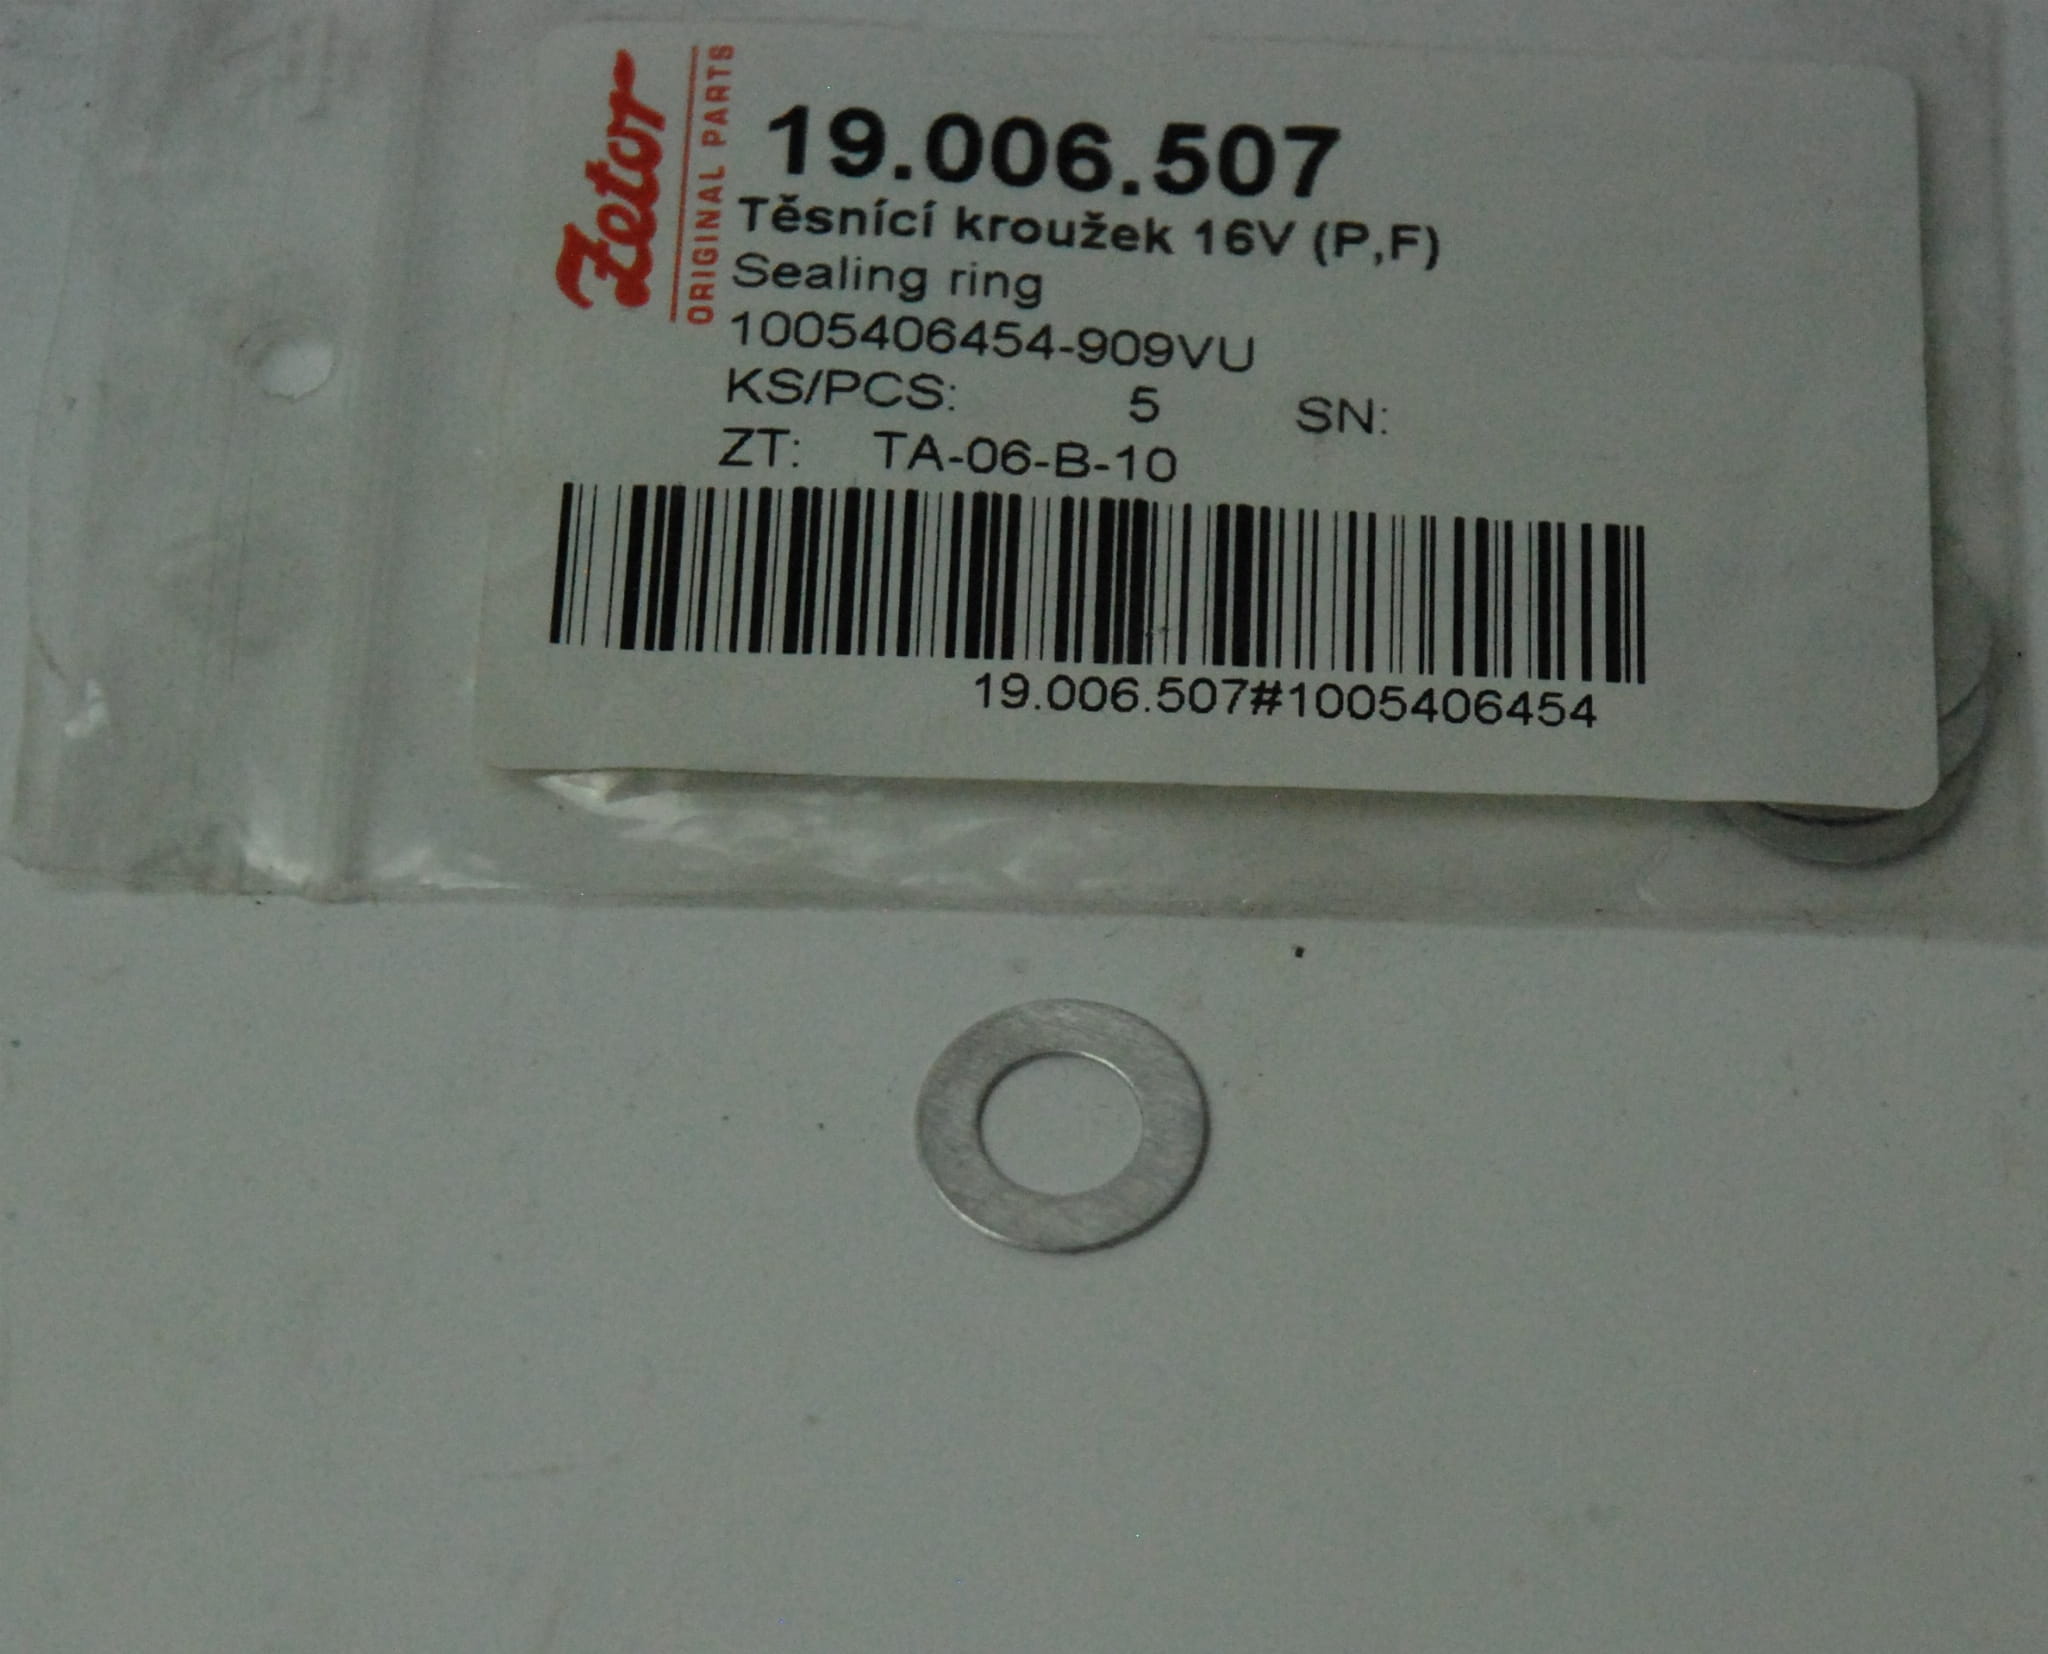 Zetor
ORIGINAL PARTS
19.006.507
Těsnící kroužek 16V (P,F)
Sealing ring
1005406454-909VU
KS/PCS: 5 SN:
ZT: TA-06-B-10
19.006.507#1005406454